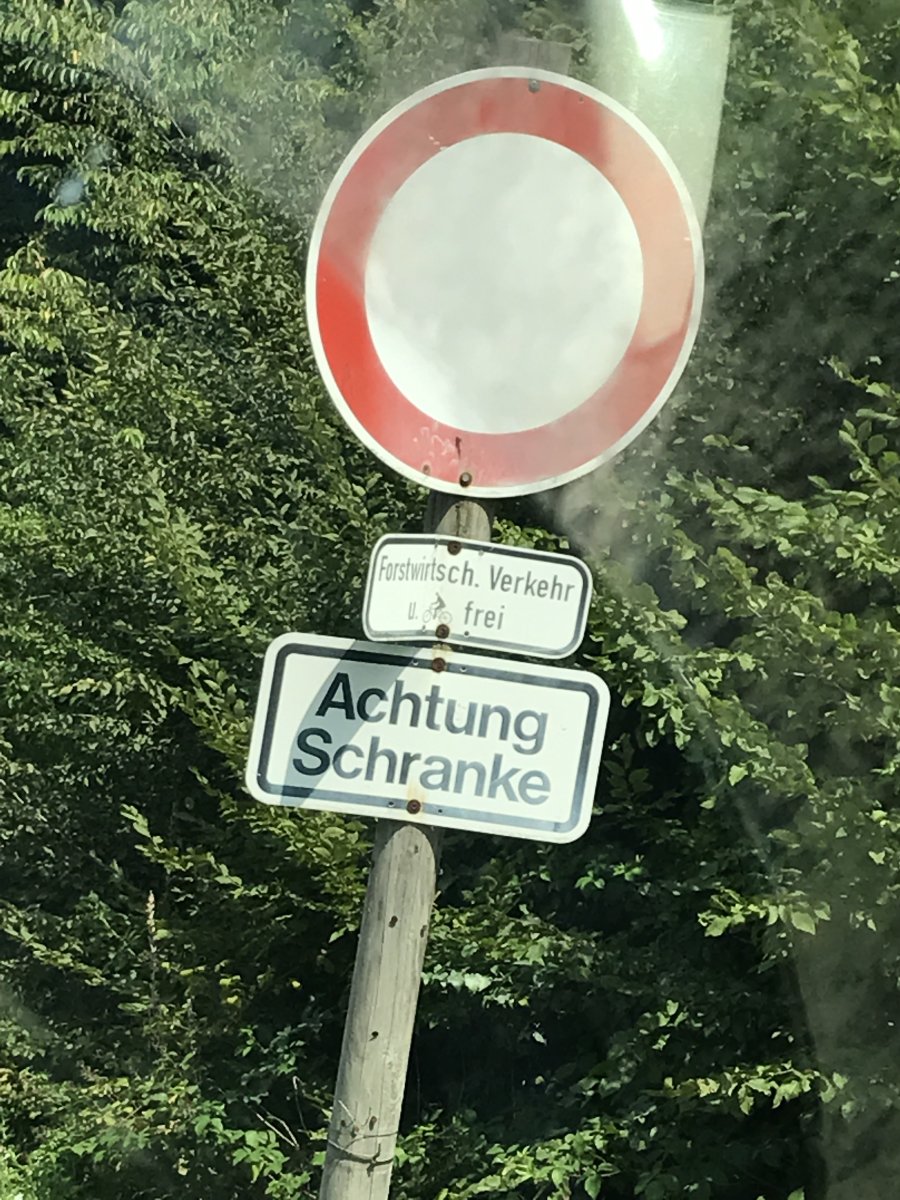 Forstwirtsch. Verkehr
u. frei
Achtung
Schranke